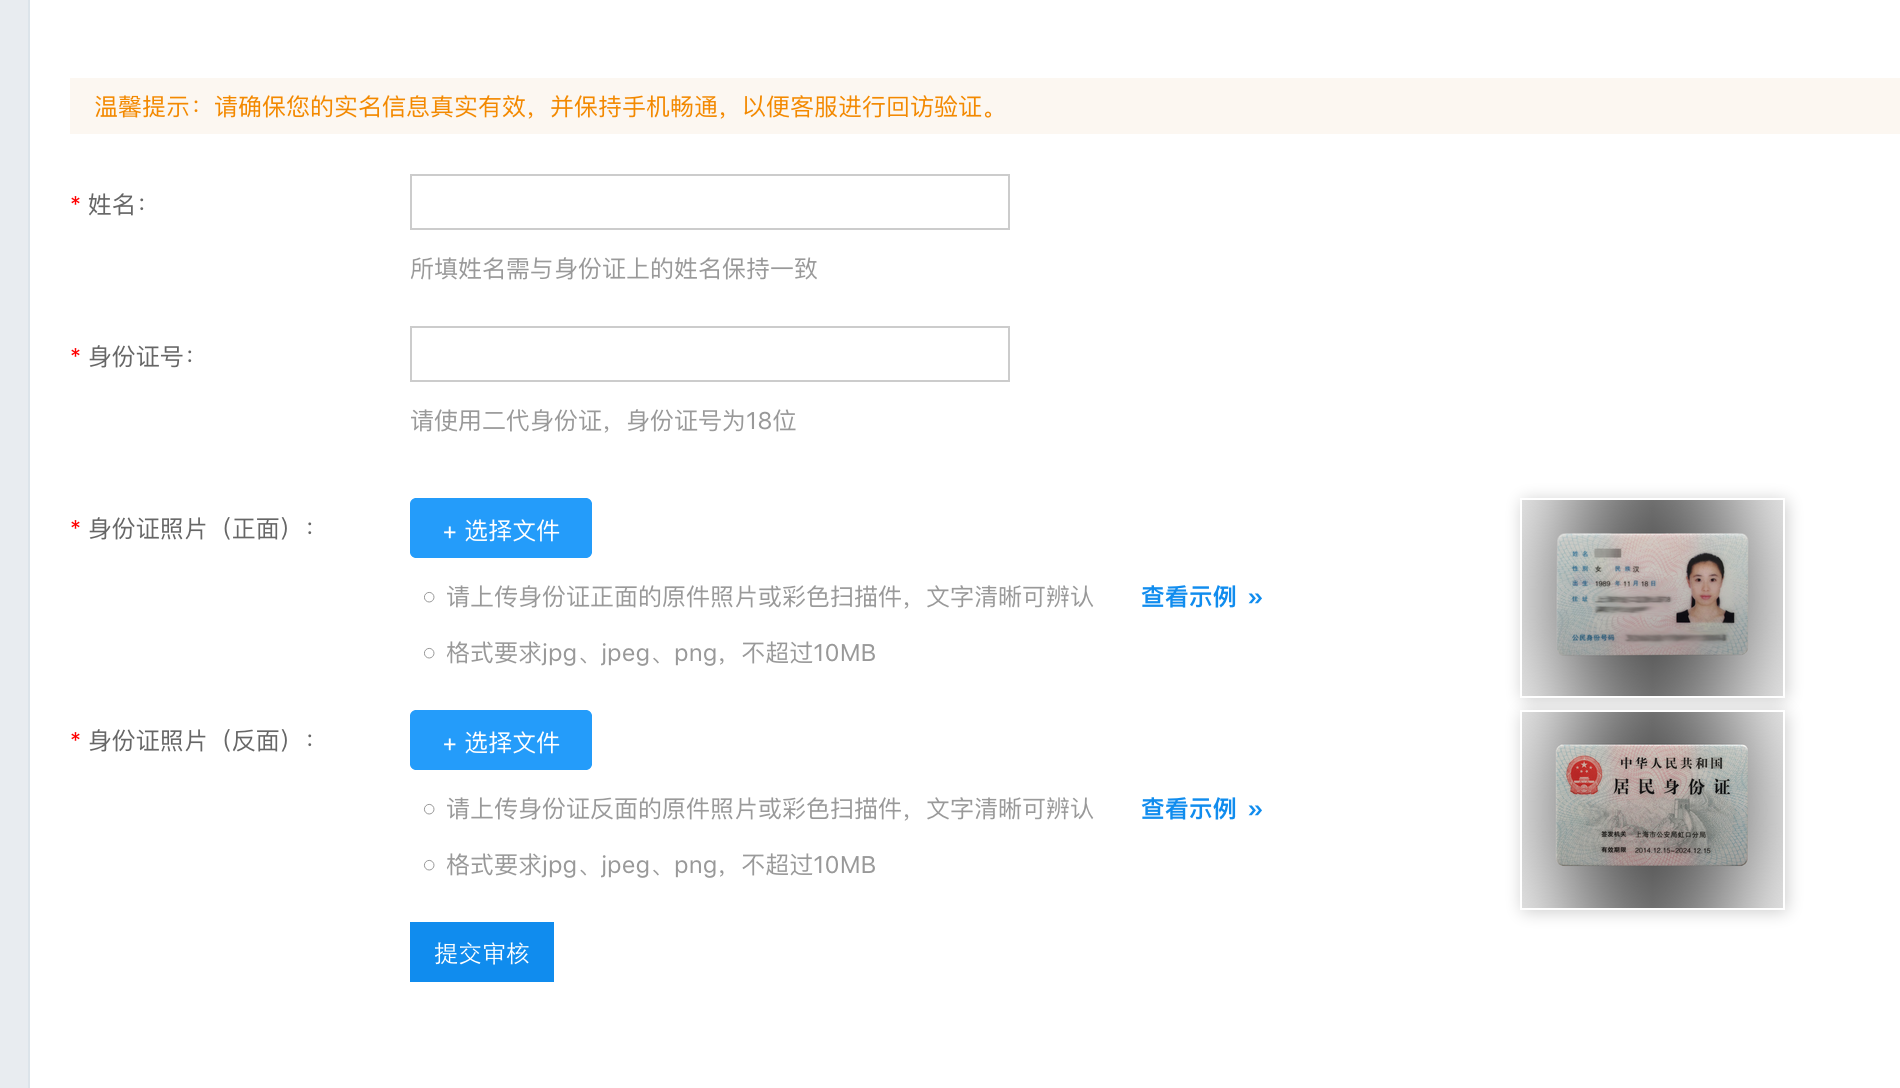 温馨提示：请确保您的实名信息真实有效，并保持手机畅通，以便客服进行回访验证。
* 姓名：
所填姓名需与身份证上的姓名保持一致
* 身份证号：
请使用二代身份证，身份证号为18位
* 身份证照片（正面）：
+ 选择文件
请上传身份证正面的原件照片或彩色扫描件，文字清晰可辨认 查看示例 »
格式要求jpg、jpeg、png，不超过10MB
姓名
性别 女 民族 汉
出生 1989 年 11 月 18 日
住址
公民身份号码
* 身份证照片（反面）：
+ 选择文件
请上传身份证反面的原件照片或彩色扫描件，文字清晰可辨认 查看示例 »
格式要求jpg、jpeg、png，不超过10MB
中华人民共和国
居民身份证
签发机关 上海市公安局虹口分局
有效期限 2014.12.15-2024.12.15
提交审核